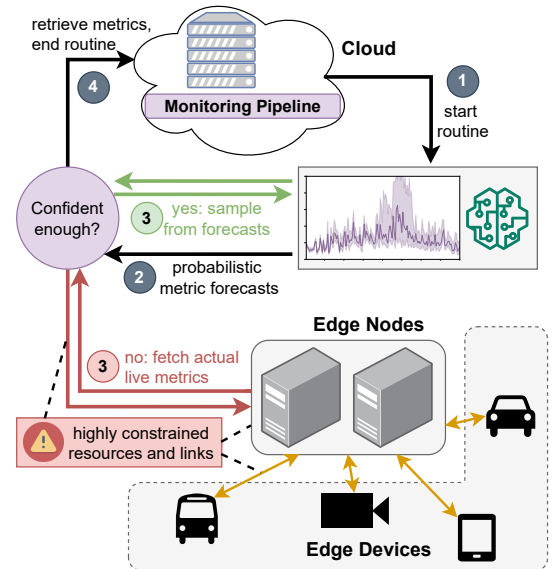 retrieve metrics,
end routine
4
Cloud
Monitoring Pipeline
1
start
routine
Confident
enough?
3
yes: sample
from forecasts
2
probabilistic
metric forecasts
Edge Nodes
3
no: fetch actual
live metrics
highly constrained
resources and links
Edge Devices